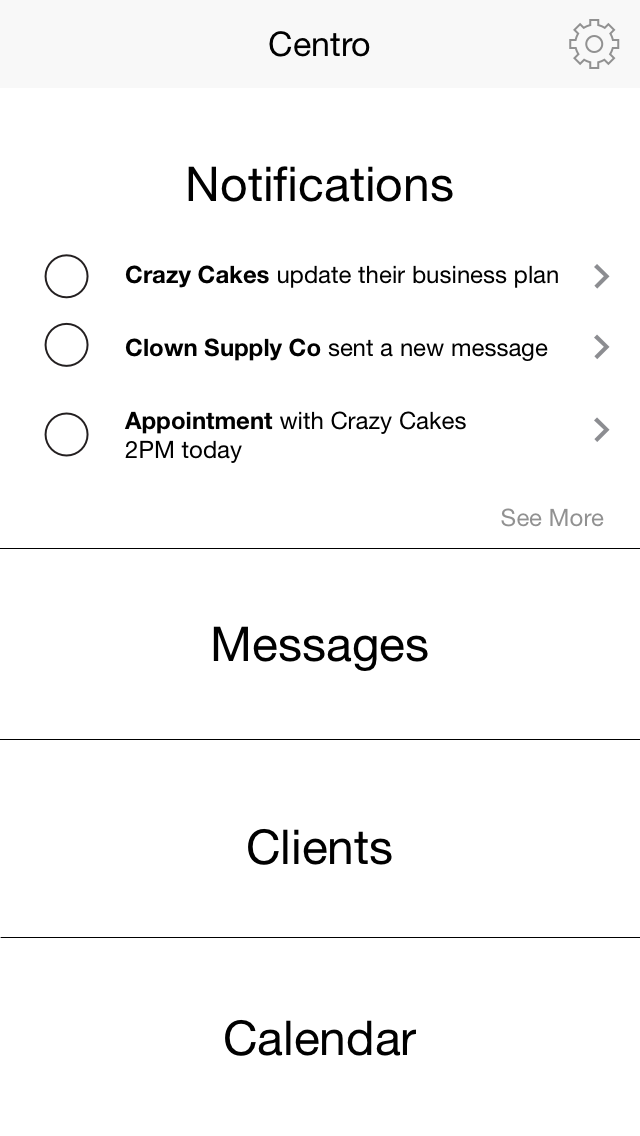 Centro
Notifications
Crazy Cakes update their business plan
Clown Supply Co sent a new message
Appointment with Crazy Cakes
2PM today
See More
Messages
Clients
Calendar